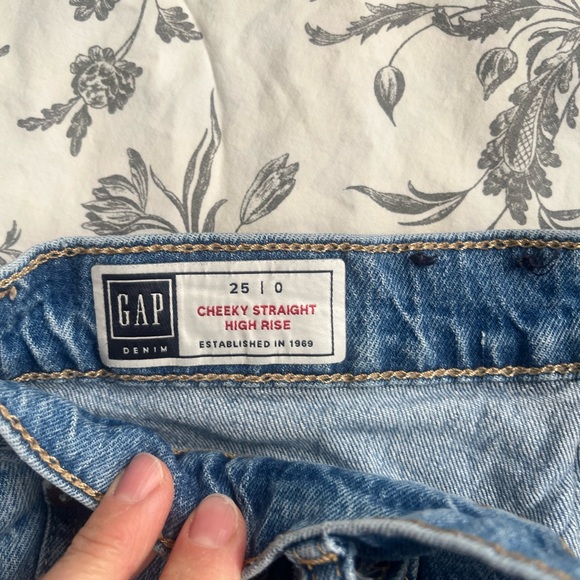 GAP
DENIM
25 | 0
CHEEKY STRAIGHT
HIGH RISE
ESTABLISHED IN 1969